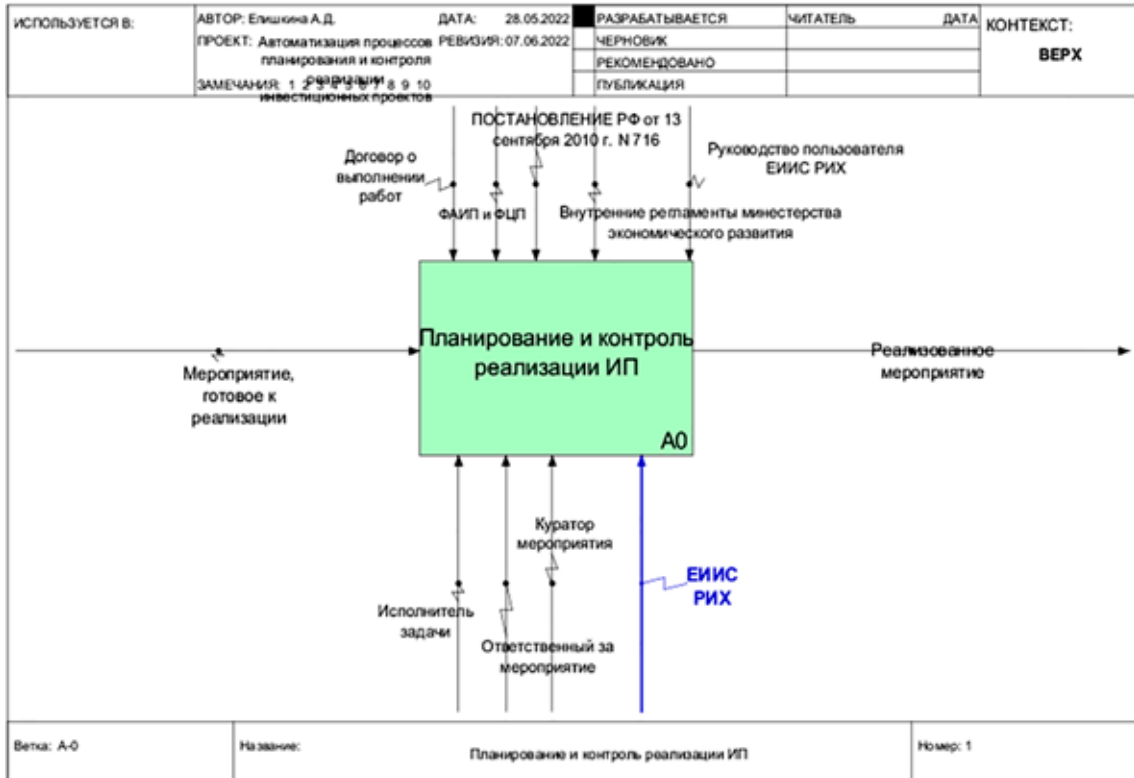 ИСПОЛЬЗУЕТСЯ В:
АВТОР: Епишкина А.Д.
ДАТА: 28.05.2022
ПРОЕКТ: Автоматизация процессов
планирования и контроля
реализации
инвестиционных проектов
РЕВИЗИЯ: 07.06.2022
ЗАМЕЧАНИЯ: 1 2 3 4 5 6 7 8 9 10
РАЗРАБАТЫВАЕТСЯ
ЧЕРНОВИК
РЕКОМЕНДОВАНО
ПУБЛИКАЦИЯ
ЧИТАТЕЛЬ ДАТА
КОНТЕКСТ:
ВЕРХ
ПОСТАНОВЛЕНИЕ РФ от 13
сентября 2010 г. N 716
Договор о
выполнении
работ
ФАИП и ФЦП
Руководство пользователя
ЕИИС РИХ
Внутренние регламенты минестерства
экономического развития
Планирование и контроль
реализации ИП
A0
Мероприятие,
готовое к
реализации
Реализованное
мероприятие
Куратор
мероприятия
Исполнитель
задачи
Ответственный за
мероприятие
ЕИИС
РИХ
Ветка: A-0
Название:
Планирование и контроль реализации ИП
Номер: 1